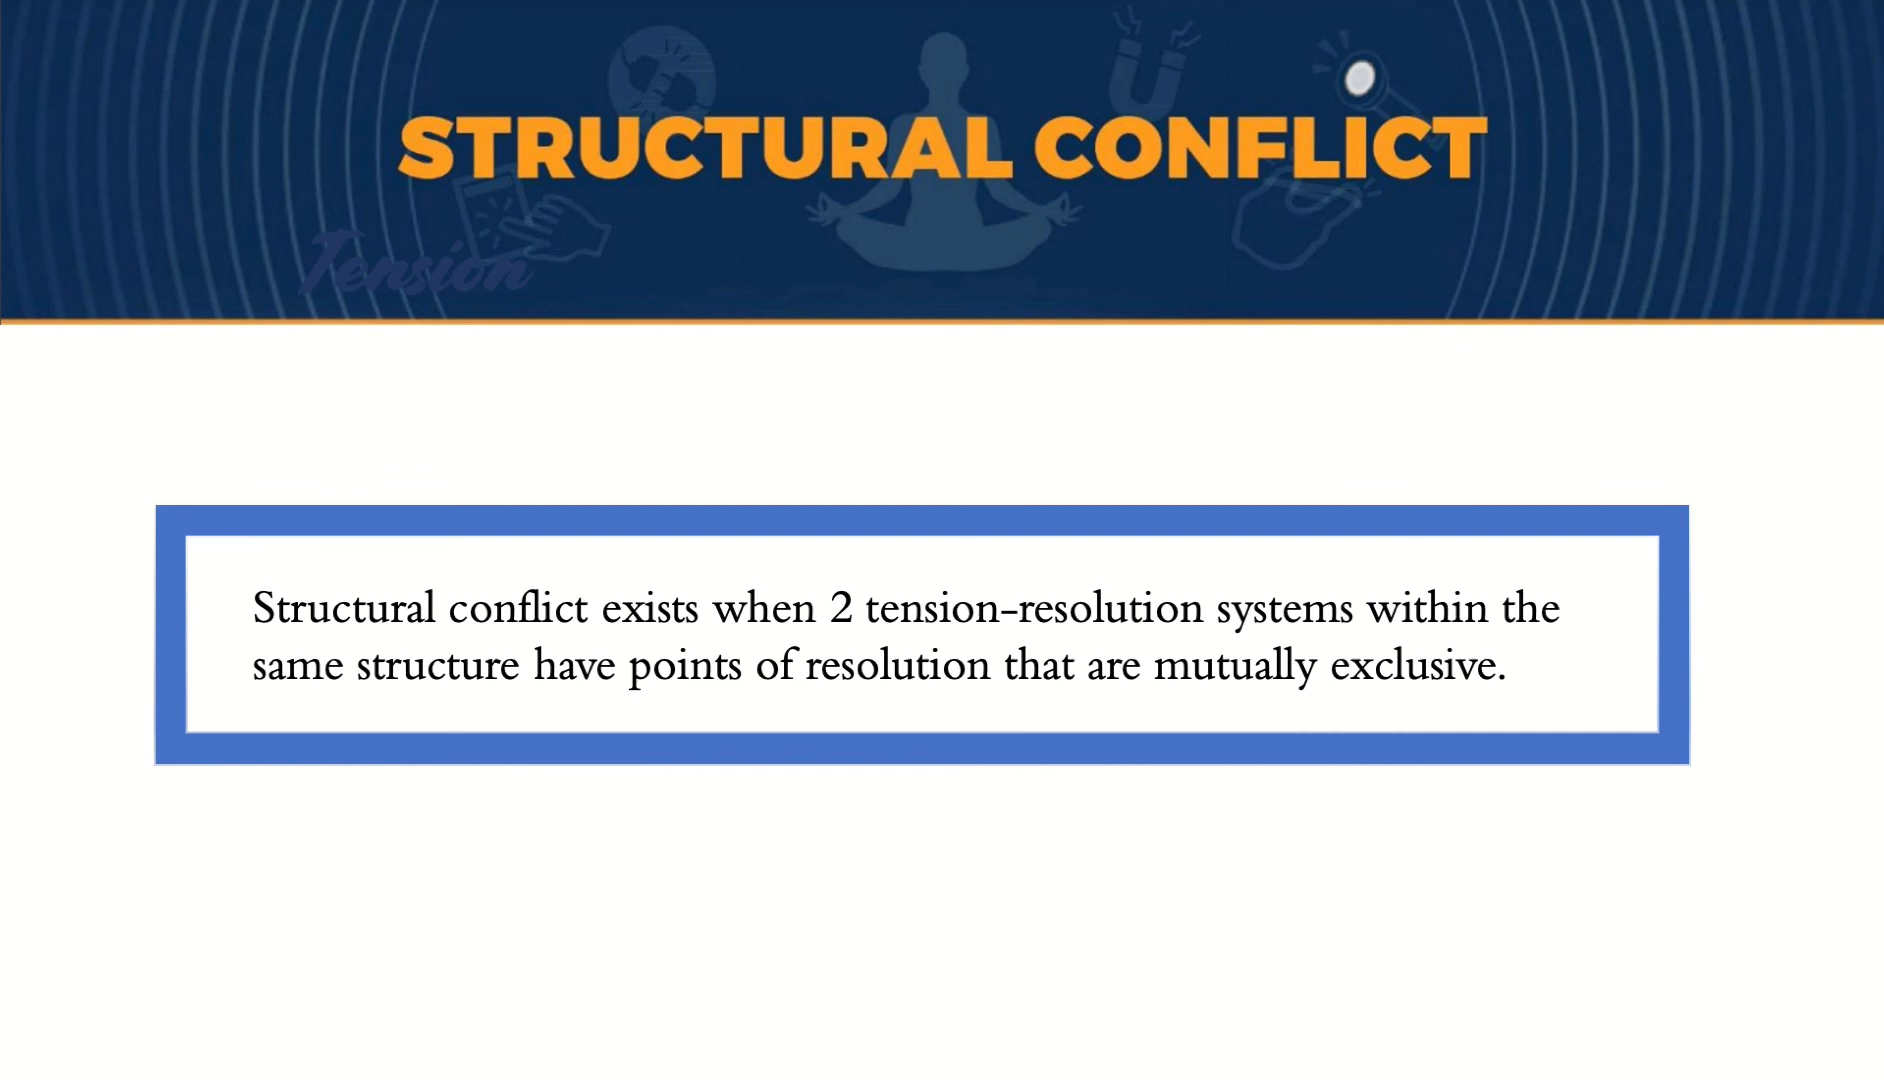 STRUCTURAL CONFLICT
Tension
Structural conflict exists when 2 tension-resolution systems within the
same structure have points of resolution that are mutually exclusive.